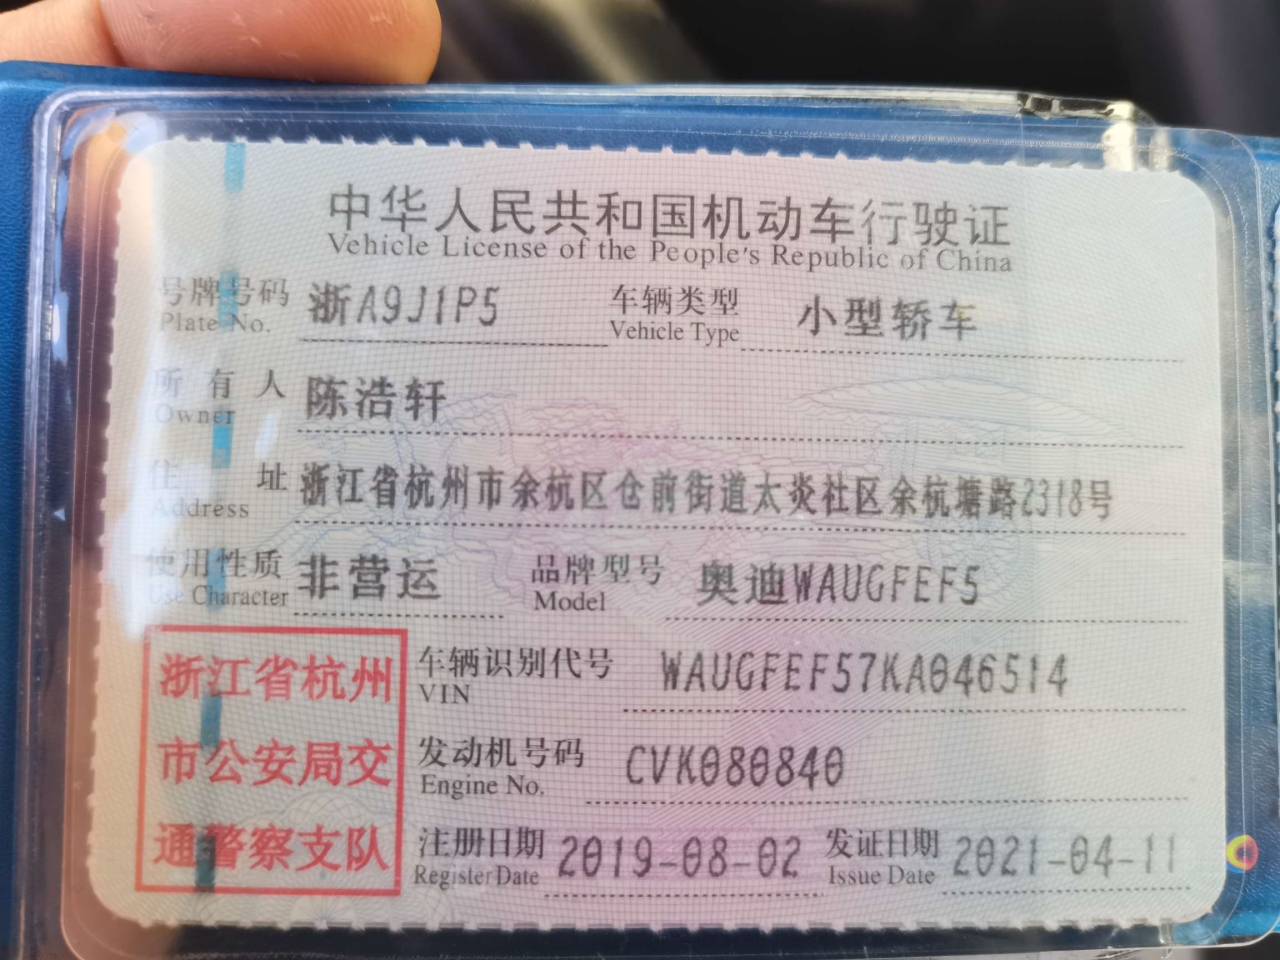 中华人民共和国机动车行驶证
Vehicle License of the People's Republic of China
号牌号码 浙A9J1P5 车辆类型 小型轿车
Plate No. Vehicle Type
所有人 陈浩轩
Owner
住址 浙江省杭州市余杭区仓前街道太炎社区余杭塘路2318号
Address
使用性质 非营运 品牌型号 奥迪WAUGFEF5
Use Character Model
浙江省杭州 车辆识别代号 WAUGFEF57KA046514
VIN
市公安局交 发动机号码 CVK080840
Engine No.
通警察支队 注册日期 2019-08-02 发证日期 2021-04-11
Register Date Issue Date